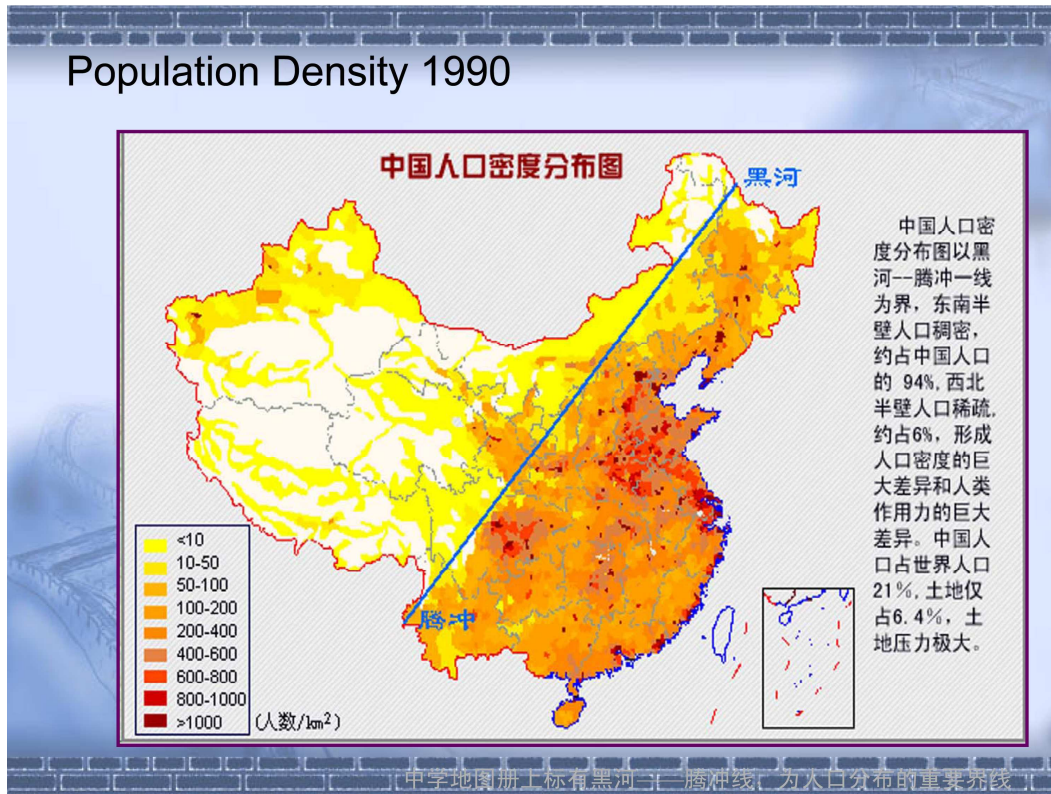 Population Density 1990
中国人口密度分布图
黑河
中国人口密
度分布图以黑
河--腾冲一线
为界，东南半
壁人口稠密，
约占中国人口
的 94%,西北
半壁人口稀疏,
约占6%，形成
人口密度的巨
大差异和人类
作用力的巨大
差异。中国人
口占世界人口
21％,土地仅
占6.4％，土
地压力极大。
腾冲
<10
10-50
50-100
100-200
200-400
400-600
600-800
800-1000
>1000
(人数/km²)
中学地图册上标有黑河——腾冲线，为人口分布的重要界线